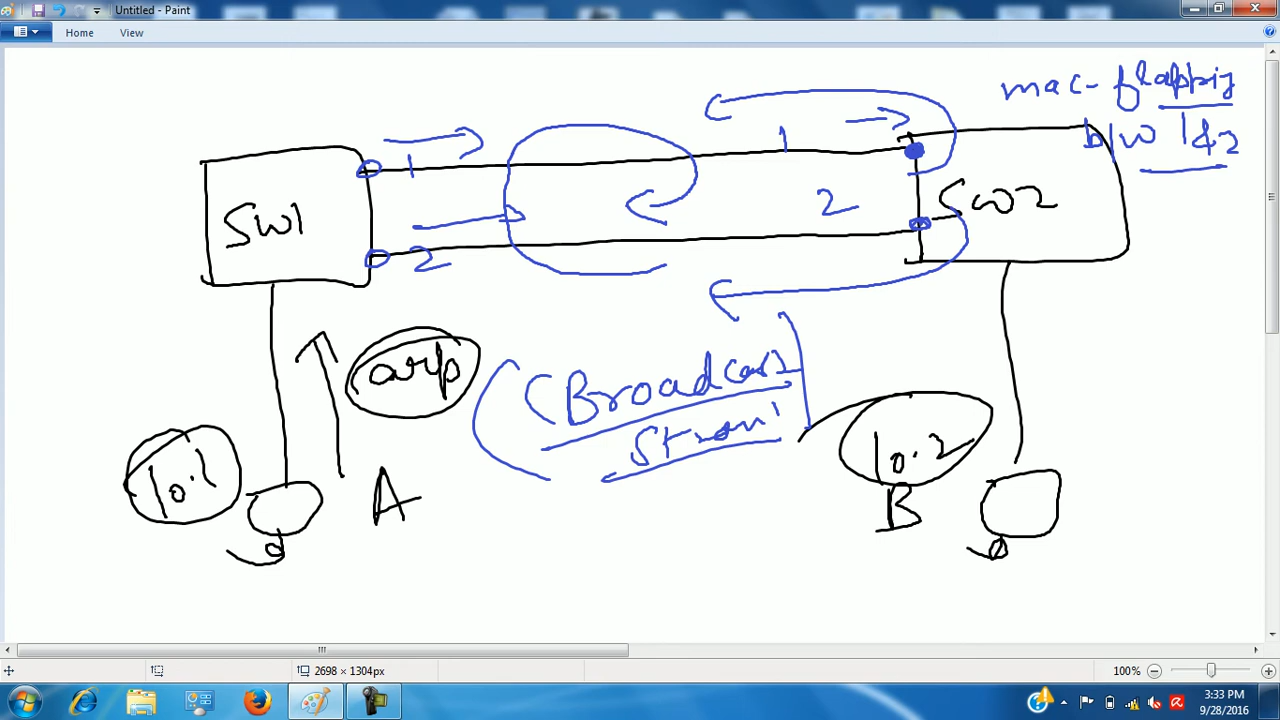 Untitled - Paint
Home
View
mac-flapping
b/w 1&2
1
1
SW1
2
SW2
2
arp
(Broadcast
Strom
10.1
A
10.2
B
2698 × 1304px
100%
3:33 PM
9/28/2016